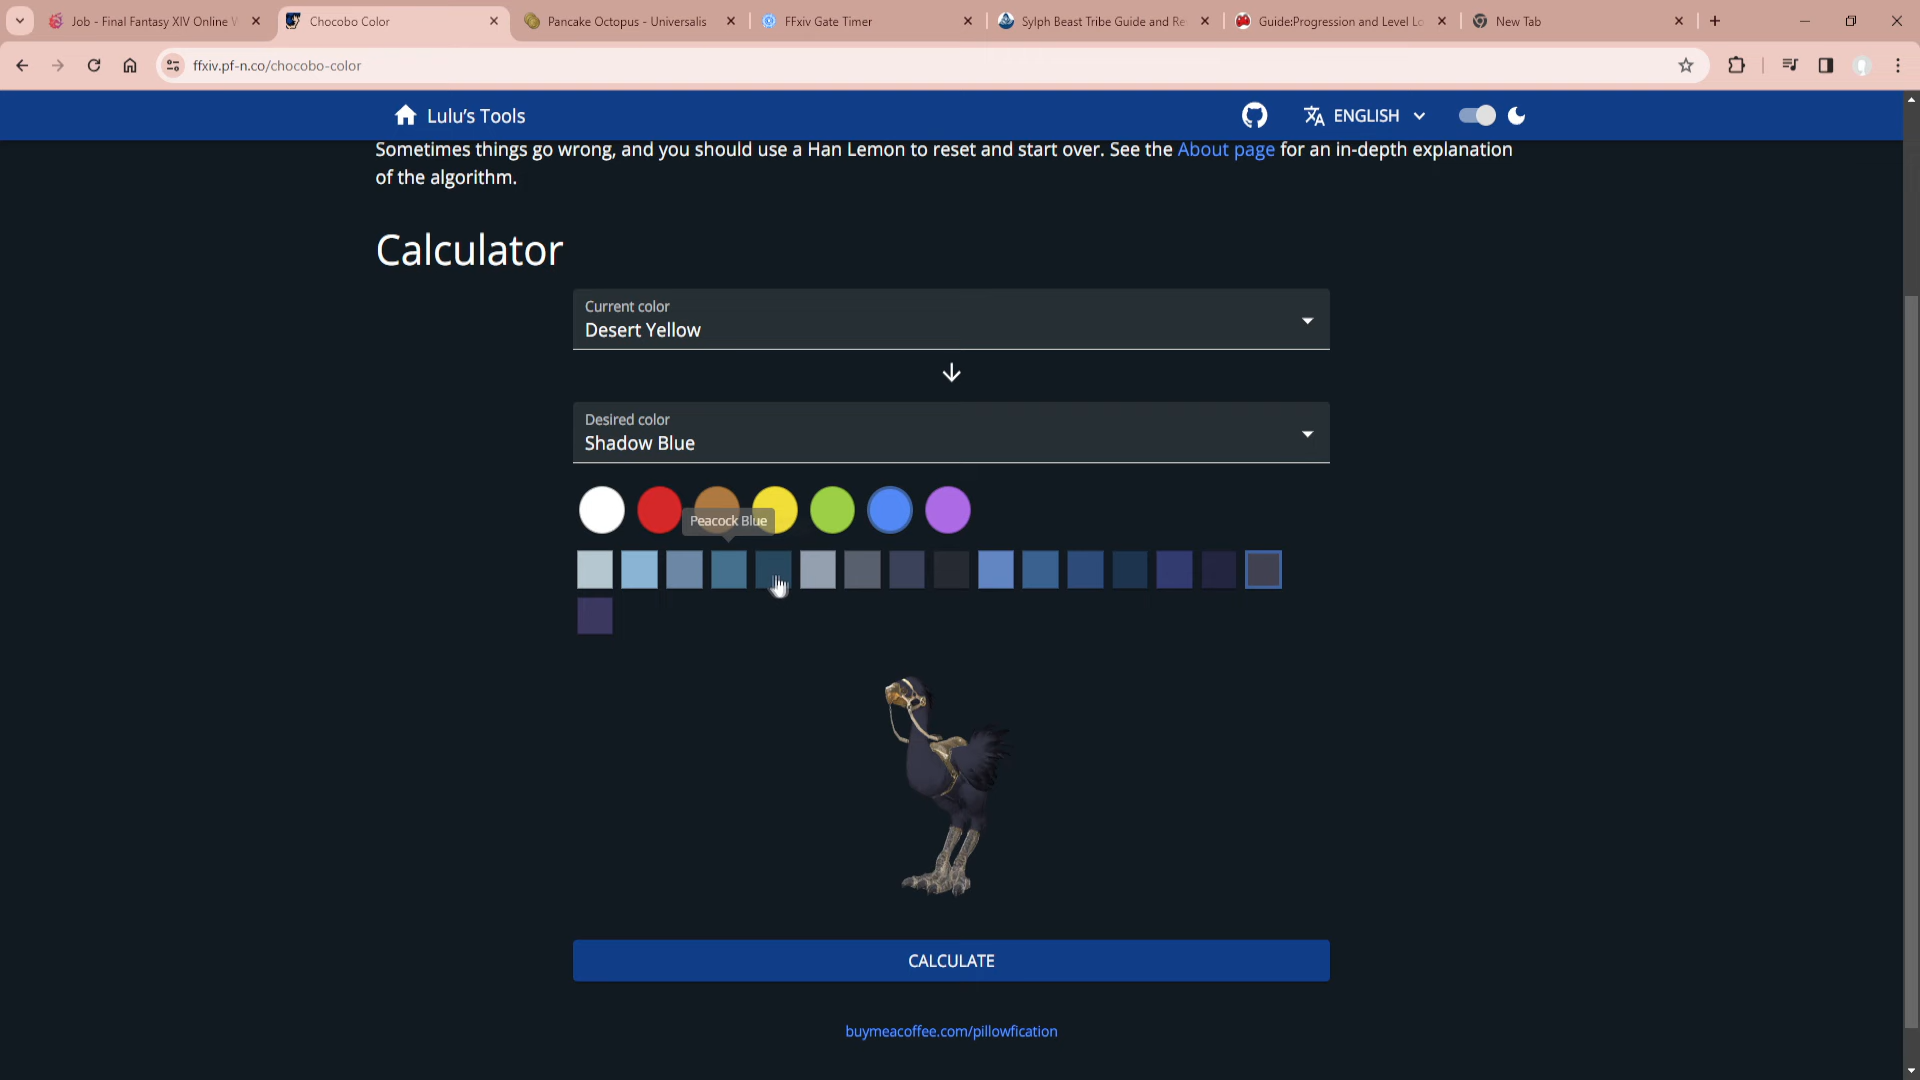 Job - Final Fantasy XIV Online W
Chocobo Color
Pancake Octopus - Universalis
FFxiv Gate Timer
Sylph Beast Tribe Guide and Re
Guide:Progression and Level Lo
New Tab
ffxiv.pf-n.co/chocobo-color
Lulu's Tools
ENGLISH
Sometimes things go wrong, and you should use a Han Lemon to reset and start over. See the About page for an in-depth explanation
of the algorithm.
Calculator
Current color
Desert Yellow
Desired color
Shadow Blue
Peacock Blue
CALCULATE
buymeacoffee.com/pillowfication